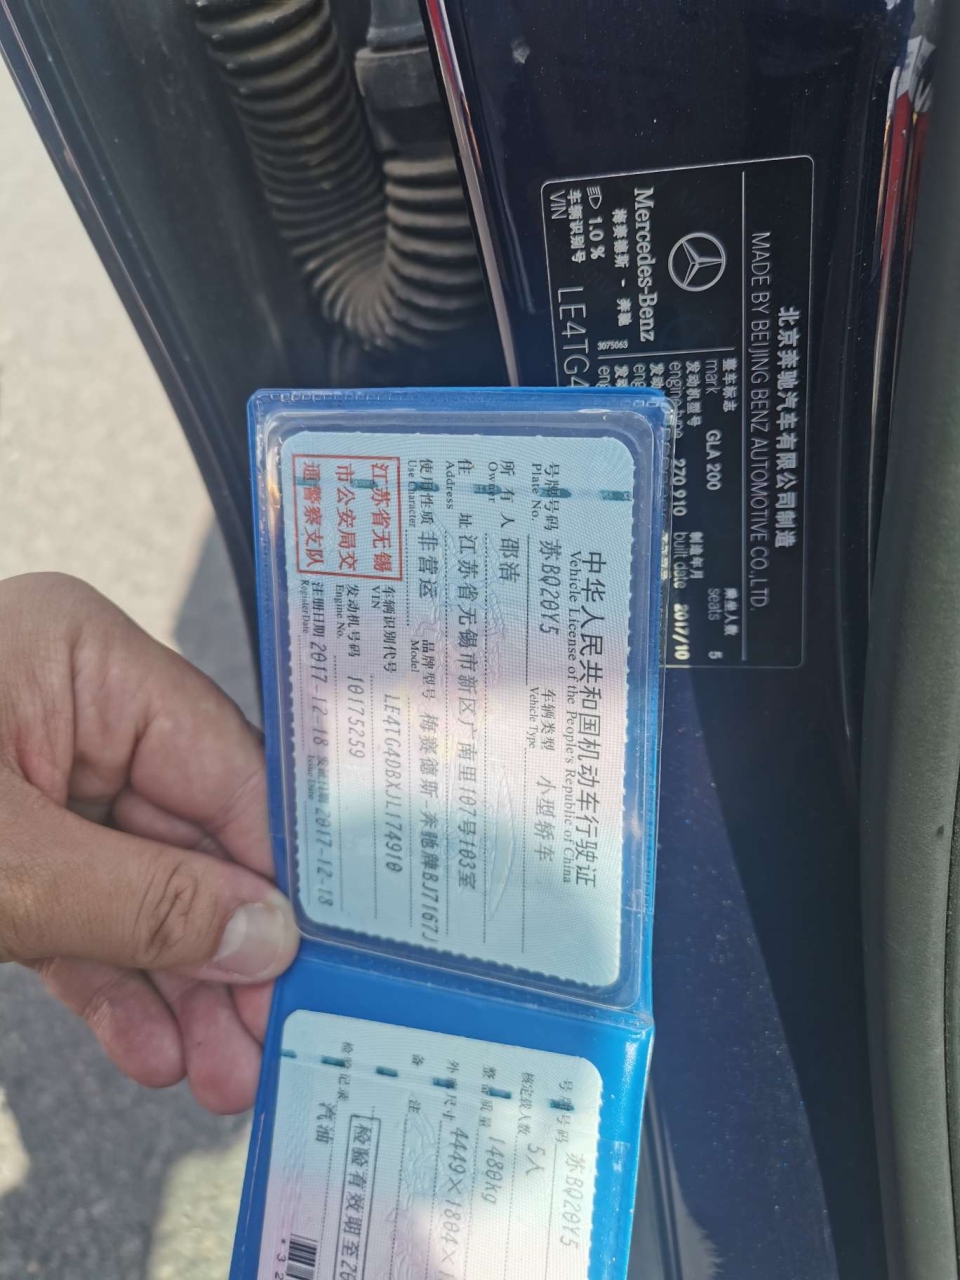 北京奔驰汽车有限公司制造
MADE BY BEIJING BENZ AUTOMOTIVE CO.,LTD.
Mercedes-Benz
梅赛德斯 - 奔驰
1.0 %
3075063
整车标志
mark GLA 200
乘坐人数
seats 5
发动机型号
engine type 270 910
制造年月
built date 2017/10
车辆识别号
VIN LE4TG4
中华人民共和国机动车行驶证
Vehicle License of the People's Republic of China
号牌号码 苏BQ20Y5 车辆类型 小型轿车
Plate No. Vehicle Type
所有人 邵洁
Owner
住址 江苏省无锡市新区广南里107号103室
Address
使用性质 非营运 品牌型号 梅赛德斯-奔驰牌BJ7167J
Use Character Model
江苏省无锡
市公安局交
通警察支队
车辆识别代号 LE4TG4DBXJL174910
VIN
发动机号码 10175259
Engine No.
注册日期 2017-12-18 发证日期 2017-12-18
Register Date Issue Date
号牌号码 苏BQ20Y5
核定载人数 5人
整备质量 1480kg
外廓尺寸 4449×1804×
备注
检验有效期至20
检验记录 汽油